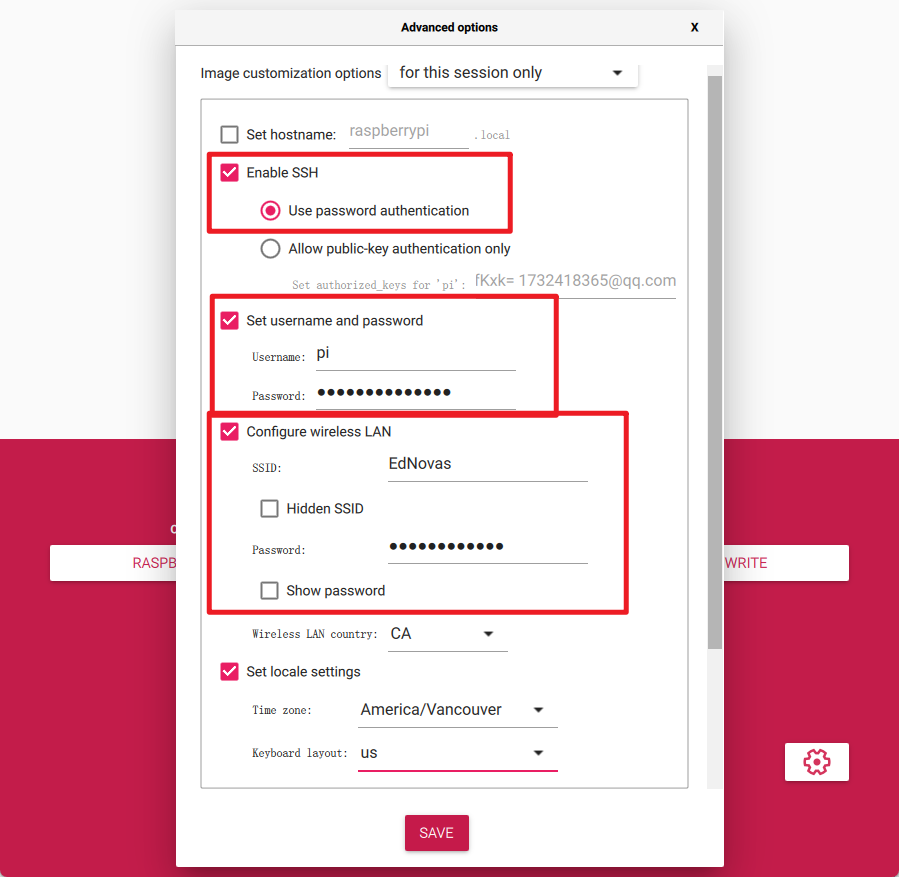 Advanced options
X
Image customization options for this session only
Set hostname: raspberrypi .local
Enable SSH
Use password authentication
Allow public-key authentication only
Set authorized_keys for 'pi': fKxk= 1732418365@qq.com
Set username and password
Username: pi
Password: ●●●●●●●●●●●●●●
Configure wireless LAN
SSID: EdNovas
Hidden SSID
Password: ●●●●●●●●●●●●
Show password
Wireless LAN country: CA
Set locale settings
Time zone: America/Vancouver
Keyboard layout: us
RASPB
WRITE
SAVE